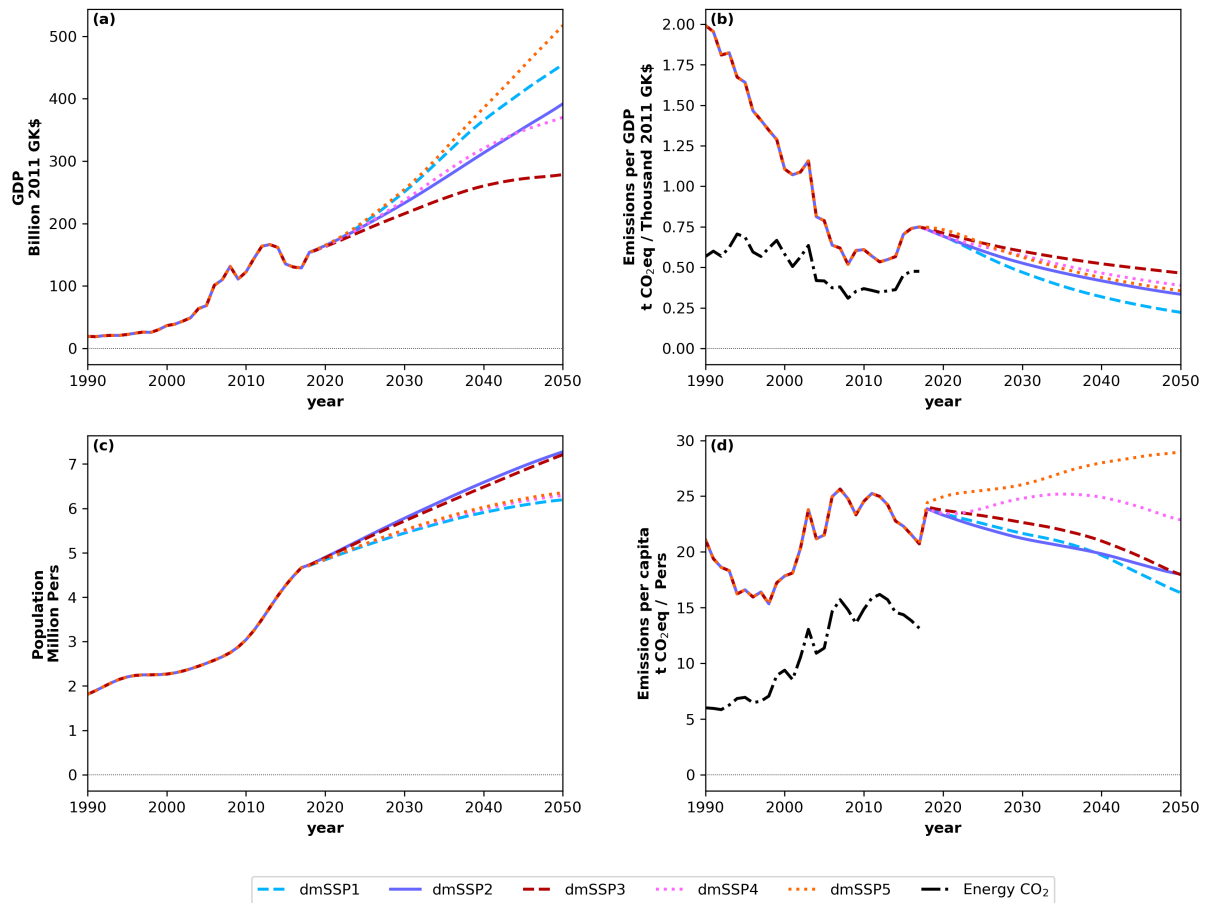 (a)
500
400
300
200
100
0
GDP
Billion 2011 GK$
1990 2000 2010 2020 2030 2040 2050
year
(b)
2.00
1.75
1.50
1.25
1.00
0.75
0.50
0.25
0.00
Emissions per GDP
t CO₂eq / Thousand 2011 GK$
1990 2000 2010 2020 2030 2040 2050
year
(c)
7
6
5
4
3
2
1
0
Population
Million Pers
1990 2000 2010 2020 2030 2040 2050
year
(d)
30
25
20
15
10
5
0
Emissions per capita
t CO₂eq / Pers
1990 2000 2010 2020 2030 2040 2050
year
dmSSP1 dmSSP2 dmSSP3 dmSSP4 dmSSP5 Energy CO₂